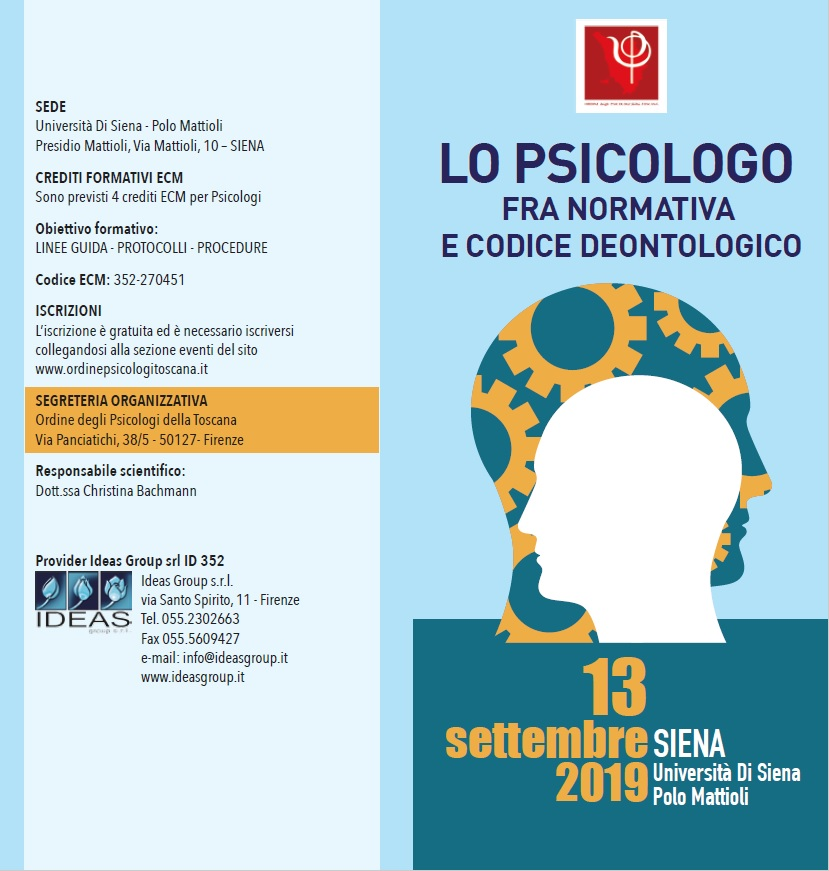 SEDE
Università Di Siena - Polo Mattioli
Presidio Mattioli, Via Mattioli, 10 – SIENA
CREDITI FORMATIVI ECM
Sono previsti 4 crediti ECM per Psicologi
Obiettivo formativo:
LINEE GUIDA - PROTOCOLLI - PROCEDURE
Codice ECM: 352-270451
ISCRIZIONI
L'iscrizione è gratuita ed è necessario iscriversi
collegandosi alla sezione eventi del sito
www.ordinepsicologitoscana.it
SEGRETERIA ORGANIZZATIVA
Ordine degli Psicologi della Toscana
Via Panciatichi, 38/5 - 50127- Firenze
Responsabile scientifico:
Dott.ssa Christina Bachmann
Provider Ideas Group srl ID 352
IDEAS
group s.r.l.
Ideas Group s.r.l.
via Santo Spirito, 11 - Firenze
Tel. 055.2302663
Fax 055.5609427
e-mail: info@ideasgroup.it
www.ideasgroup.it
LO PSICOLOGO
FRA NORMATIVA
E CODICE DEONTOLOGICO
13
settembre
2019
SIENA
Università Di Siena
Polo Mattioli